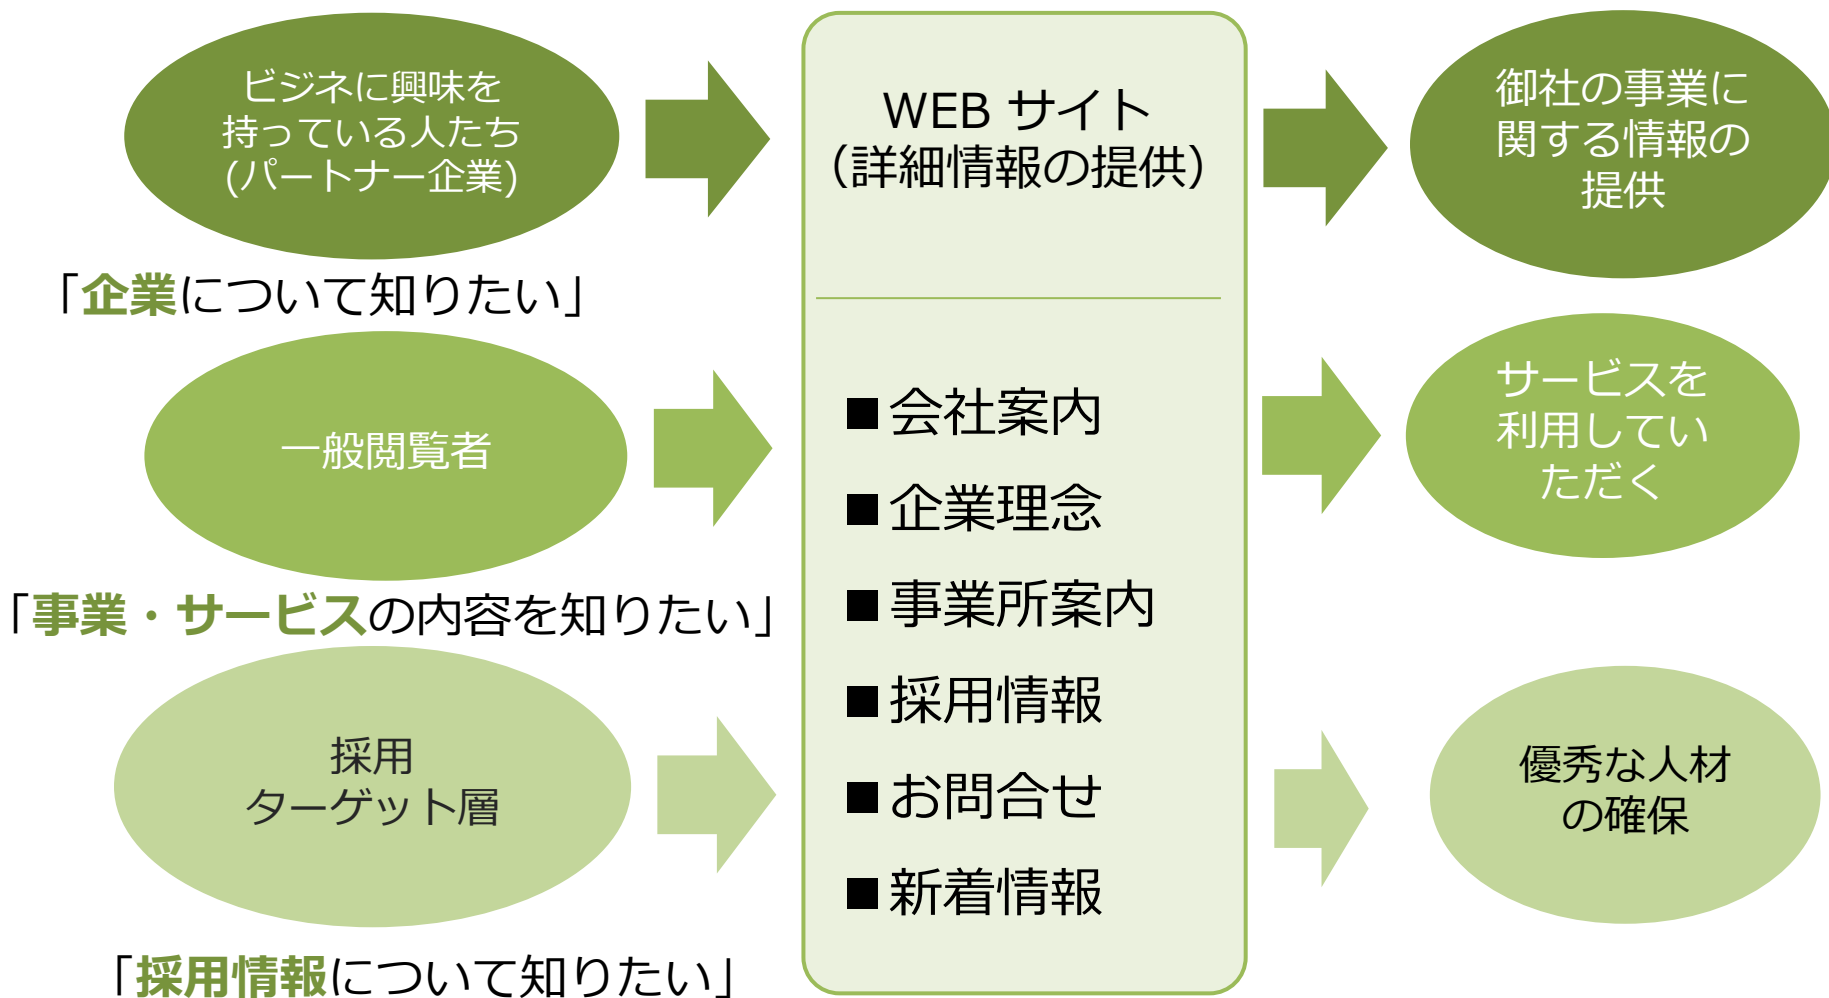 ビジネに興味を
持っている人たち
(パートナー企業)
「企業について知りたい」
一般閲覧者
「事業・サービスの内容を知りたい」
採用
ターゲット層
「採用情報について知りたい」
WEB サイト
（詳細情報の提供）
■会社案内
■企業理念
■事業所案内
■採用情報
■お問合せ
■新着情報
御社の事業に
関する情報の
提供
サービスを
利用してい
ただく
優秀な人材
の確保